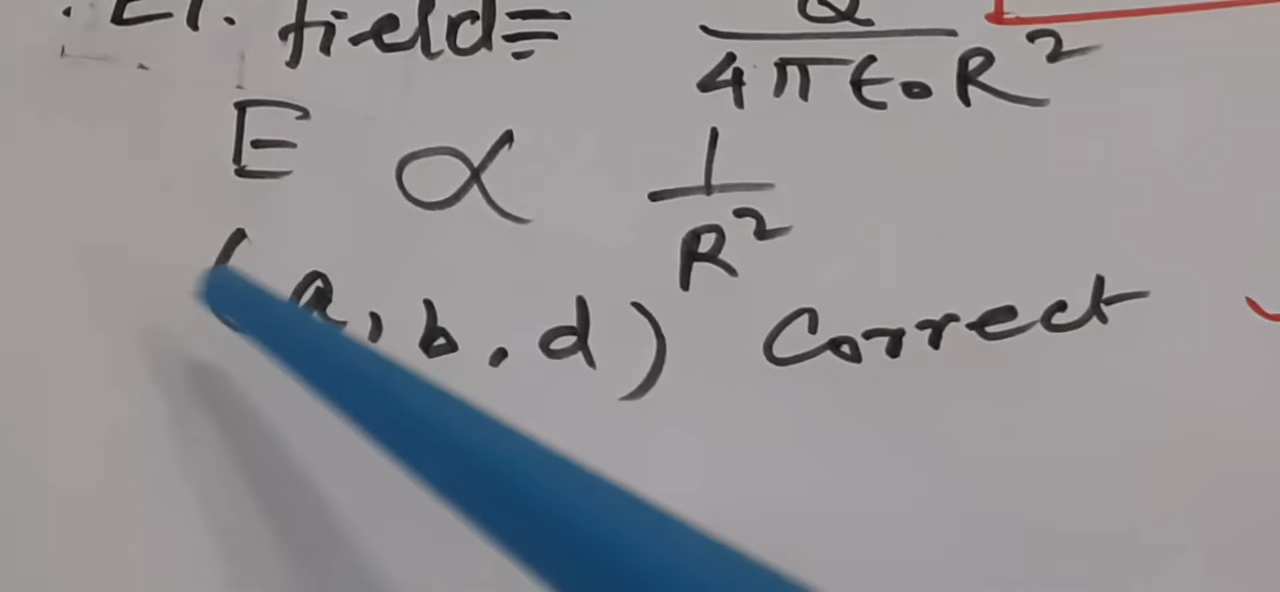 El. field = Q / 4πϵ₀R²
E ∝ 1/R²
(a, b, d) Correct